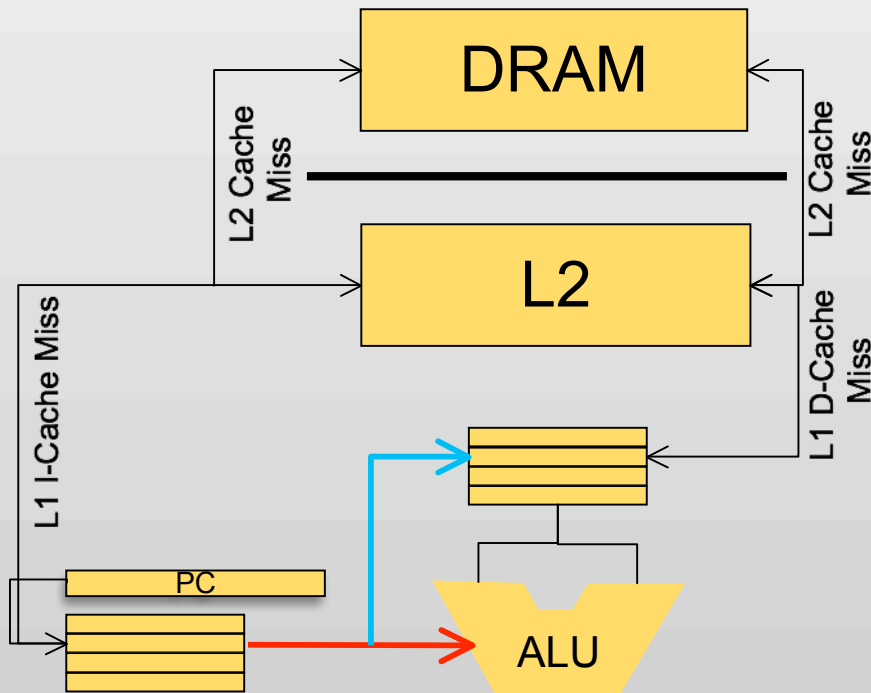 DRAM
L2 Cache
Miss
L2 Cache
Miss
L2
L1 I-Cache Miss
L1 D-Cache
Miss
PC
ALU